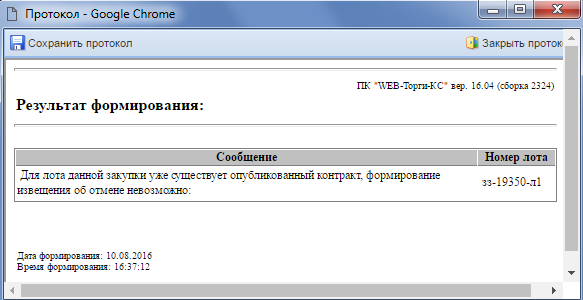 Протокол - Google Chrome
Сохранить протокол
Закрыть проток
ПК "WEB-Торги-КС" вер. 16.04 (сборка 2324)
Результат формирования:
Сообщение Номер лота
Для лота данной закупки уже существует опубликованный контракт, формирование
извещения об отмене невозможно:
зз-19350-л1
Дата формирования: 10.08.2016
Время формирования: 16:37:12